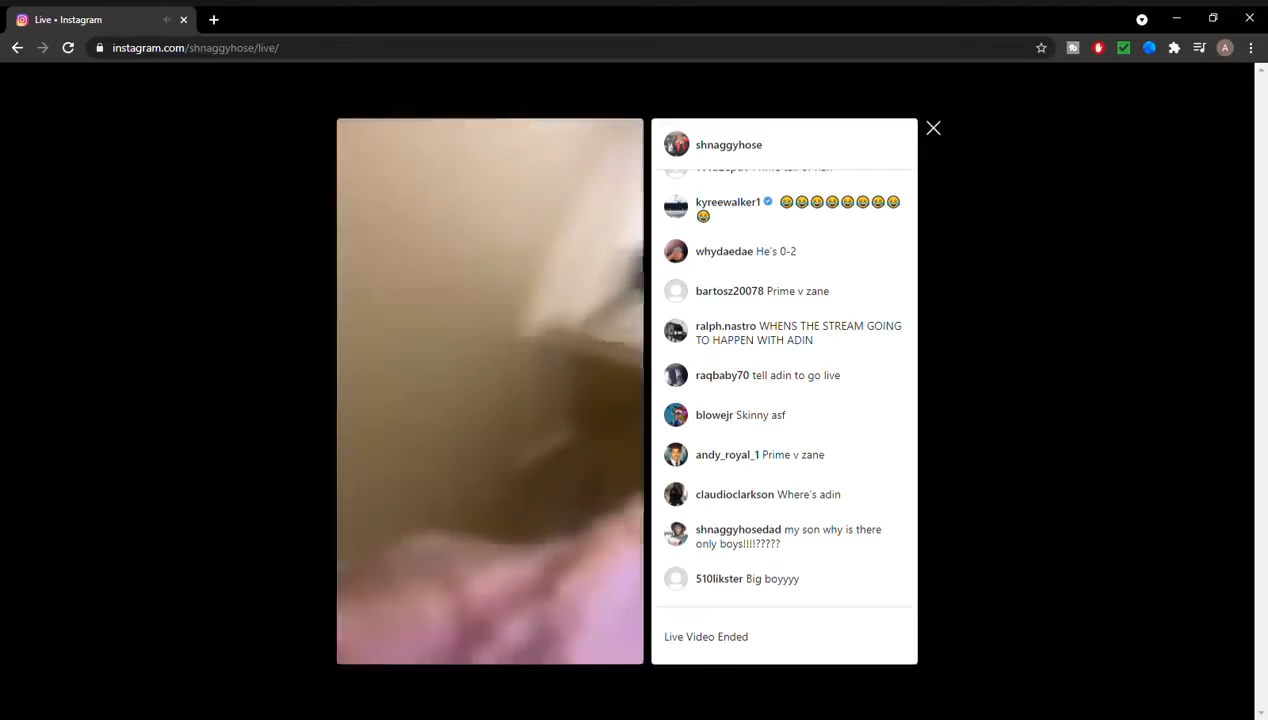 Live • Instagram
instagram.com/shnaggyhose/live/
A
shnaggyhose
kyreewalker1 😂😂😂😂😂😂😂😂
😂
whydaedae He's 0-2
bartosz20078 Prime v zane
ralph.nastro WHENS THE STREAM GOING
TO HAPPEN WITH ADIN
raqbaby70 tell adin to go live
blowejr Skinny asf
andy_royal_1 Prime v zane
claudioclarkson Where's adin
shnaggyhosedad my son why is there
only boys!!!!?????
510likster Big boyyyy
Live Video Ended